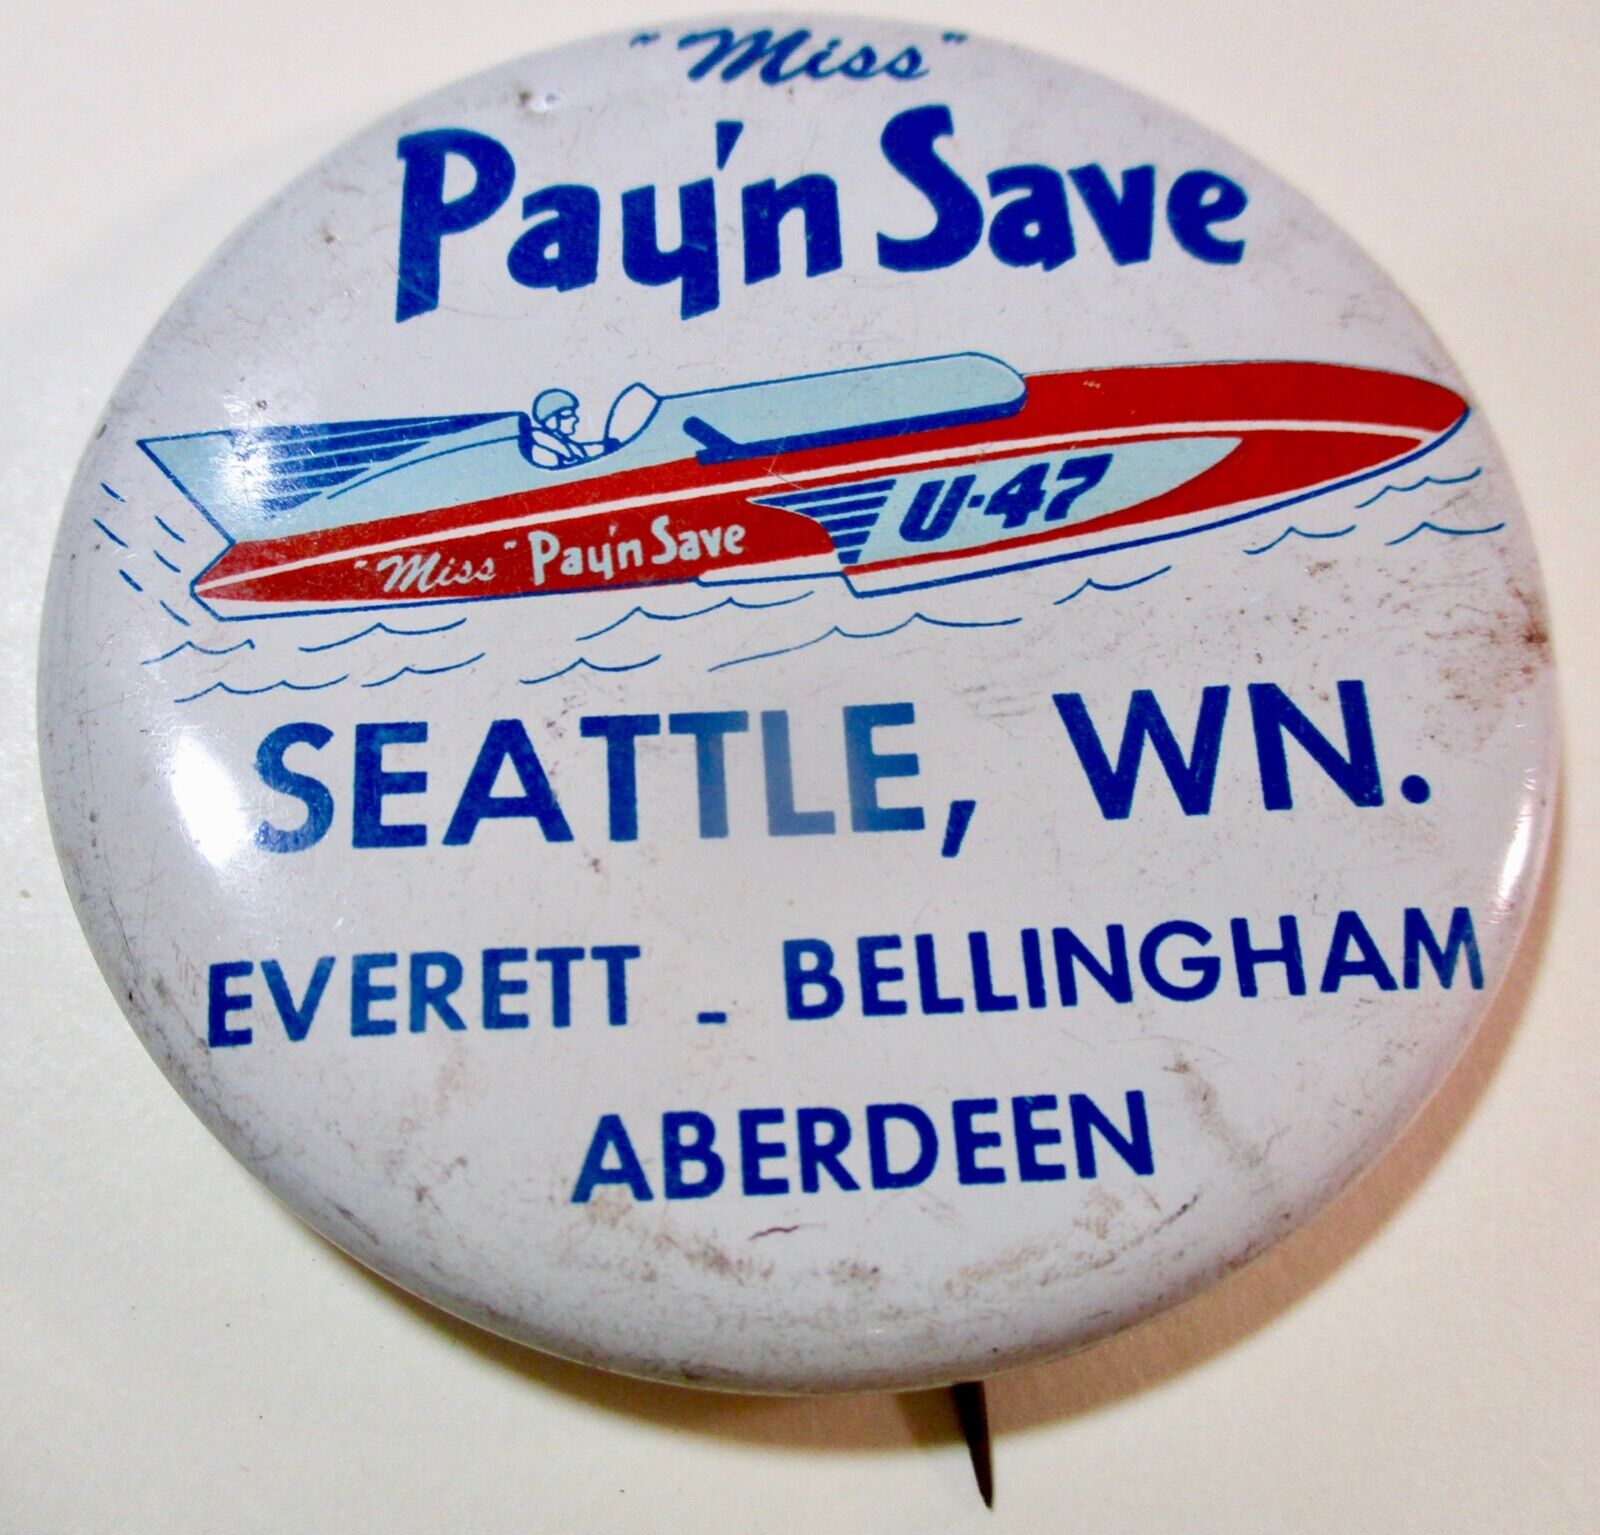 "Miss"
Pay'n Save
U-47
"Miss" Pay'n Save
SEATTLE, WN.
EVERETT - BELLINGHAM
ABERDEEN